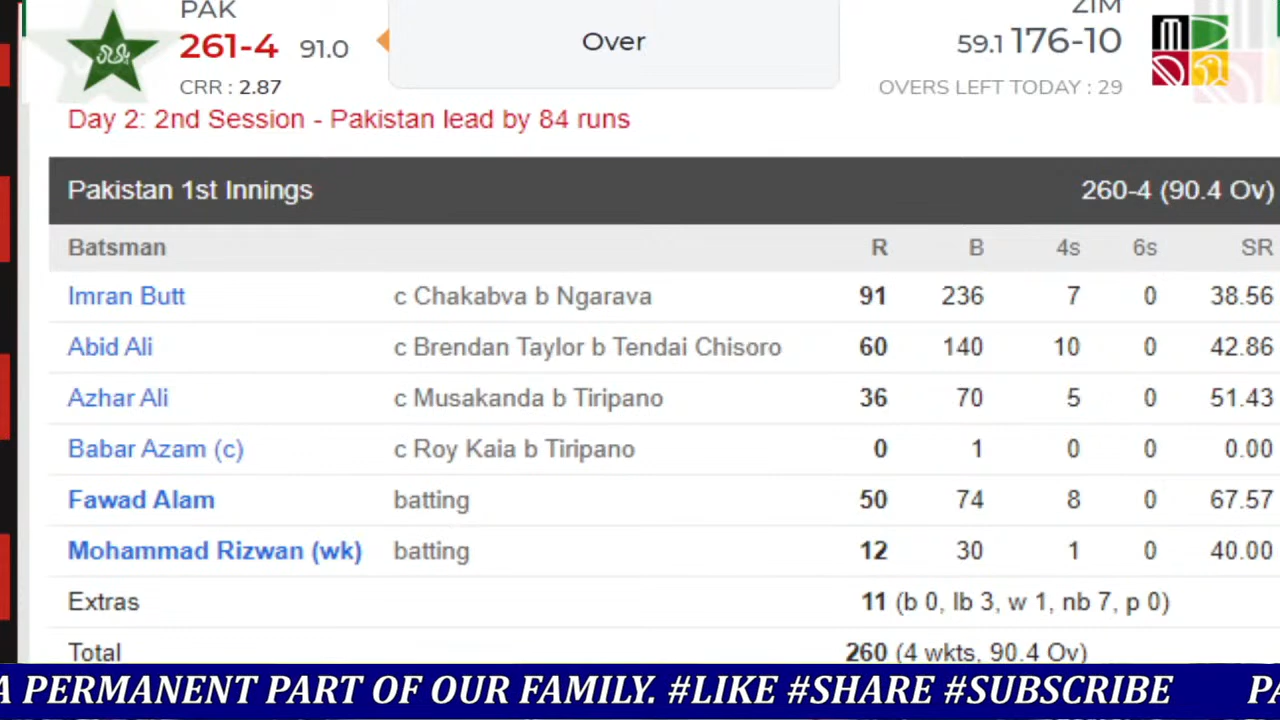 PAK
261-4 91.0
CRR : 2.87
Over
ZIM
59.1 176-10
OVERS LEFT TODAY : 29
Day 2: 2nd Session - Pakistan lead by 84 runs
Pakistan 1st Innings 260-4 (90.4 Ov)
Batsman R B 4s 6s SR
Imran Butt c Chakabva b Ngarava 91 236 7 0 38.56
Abid Ali c Brendan Taylor b Tendai Chisoro 60 140 10 0 42.86
Azhar Ali c Musakanda b Tiripano 36 70 5 0 51.43
Babar Azam (c) c Roy Kaia b Tiripano 0 1 0 0 0.00
Fawad Alam batting 50 74 8 0 67.57
Mohammad Rizwan (wk) batting 12 30 1 0 40.00
Extras 11 (b 0, lb 3, w 1, nb 7, p 0)
Total 260 (4 wkts, 90.4 Ov)
A PERMANENT PART OF OUR FAMILY. #LIKE #SHARE #SUBSCRIBE PA